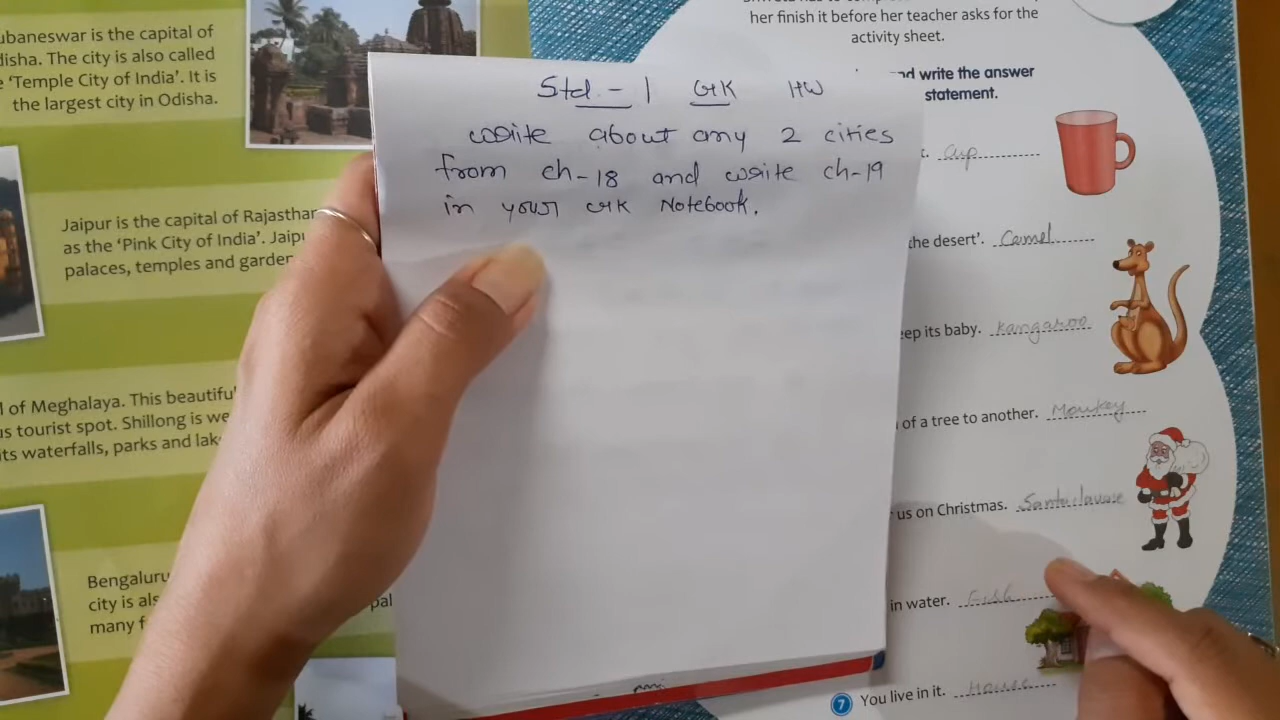 ubaneswar is the capital of
disha. The city is also called
e 'Temple City of India'. It is
the largest city in Odisha.
Jaipur is the capital of Rajasthan
as the 'Pink City of India'. Jaipu
palaces, temples and garden
l of Meghalaya. This beautiful
us tourist spot. Shillong is we
its waterfalls, parks and lak
Bengaluru
city is als
many f
pal
Std - 1 GK HW
write about any 2 cities
from ch-18 and write ch-19
in your GK Notebook.
her finish it before her teacher asks for the
activity sheet.
nd write the answer
statement.
t. Cup
the desert'. Camel
eep its baby. Kangaroo
of a tree to another. Monkey
us on Christmas. Santaclause
in water. Fish
7 You live in it. House